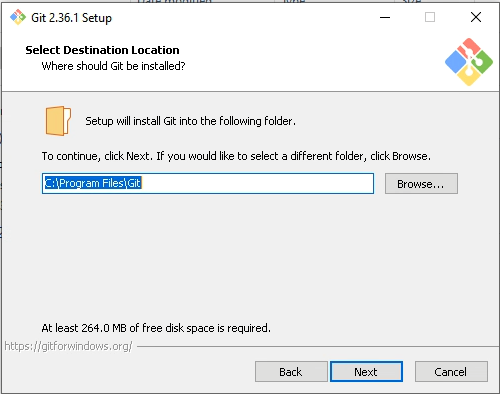 Git 2.36.1 Setup
Select Destination Location
Where should Git be installed?
Setup will install Git into the following folder.
To continue, click Next. If you would like to select a different folder, click Browse.
C:\Program Files\Git
Browse...
At least 264.0 MB of free disk space is required.
https://gitforwindows.org/
Back
Next
Cancel